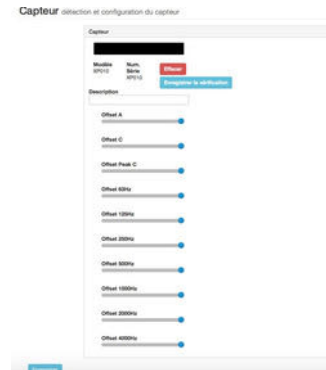 Capteur détection et configuration du capteur
Capteur
Modèle Num. Série
XP010 XP010
Effacer
Enregistrer la vérification
Description
Offset A
Offset C
Offset Peak C
Offset 63Hz
Offset 125Hz
Offset 250Hz
Offset 500Hz
Offset 1000Hz
Offset 2000Hz
Offset 4000Hz